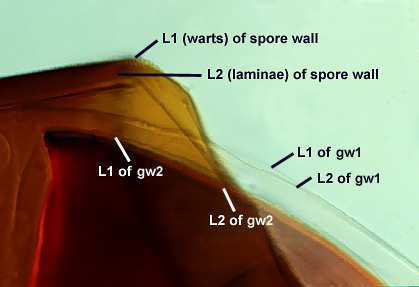 L1 (warts) of spore wall
L2 (laminae) of spore wall
L1 of gw1
L1 of gw2
L2 of gw1
L2 of gw2